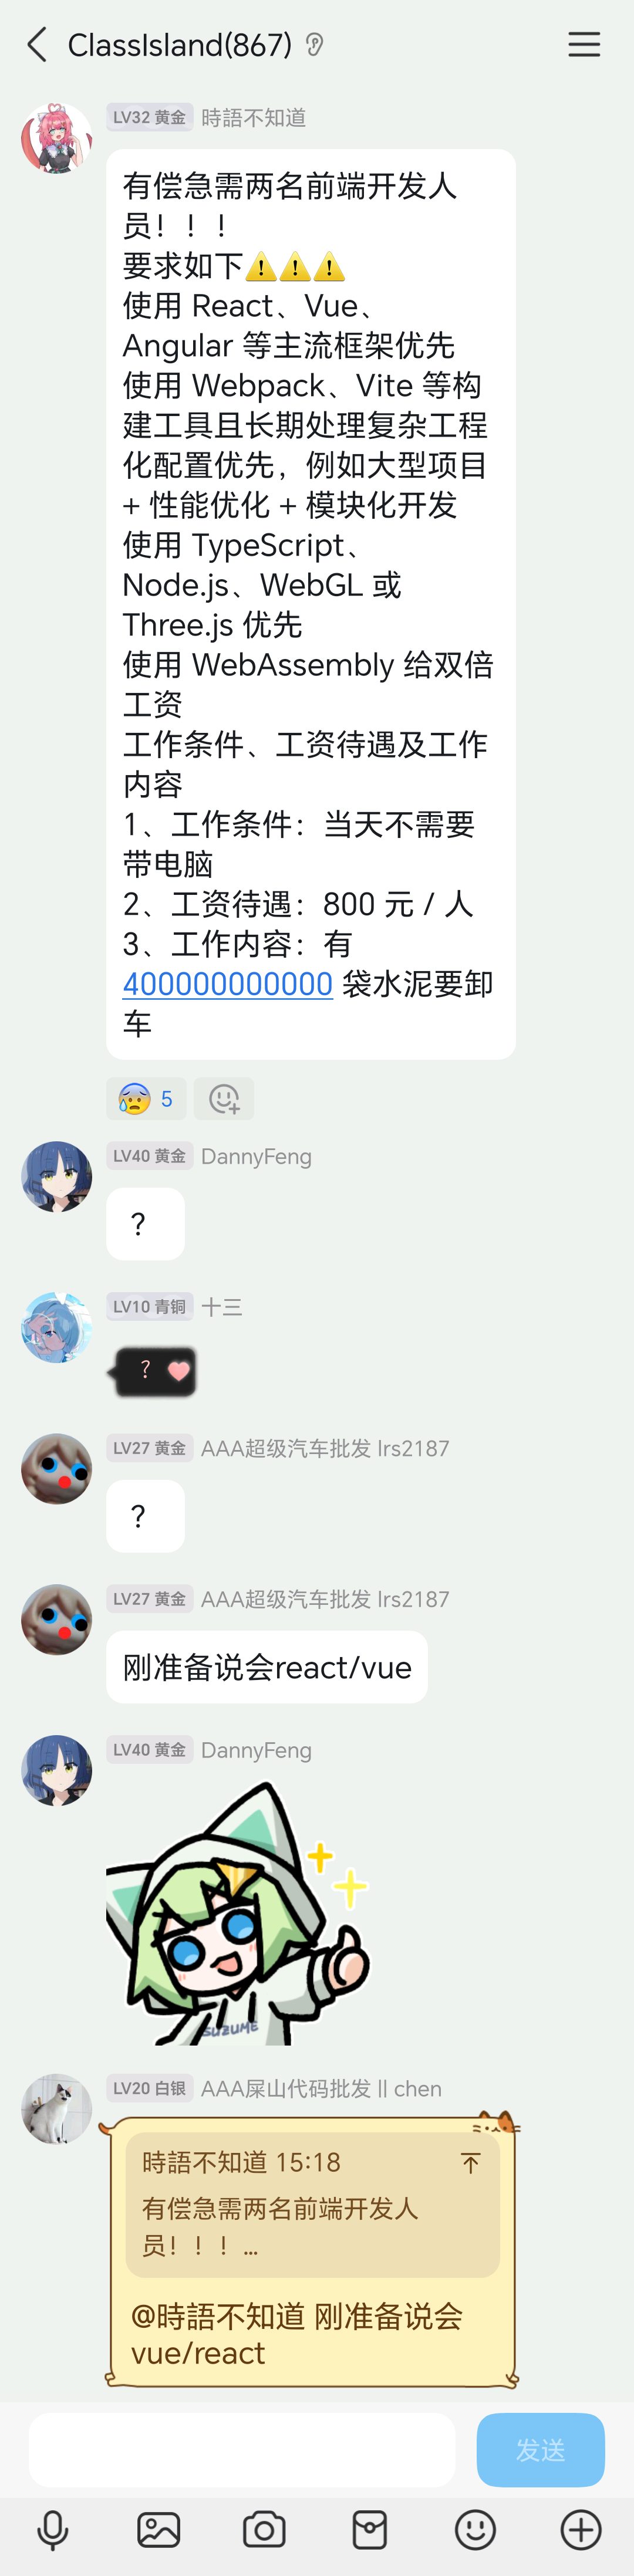 ClassIsland(867)
LV32 黄金 時語不知道
有偿急需两名前端开发人
员！！！
要求如下⚠️⚠️⚠️
使用 React、Vue、
Angular 等主流框架优先
使用 Webpack、Vite 等构
建工具且长期处理复杂工程
化配置优先，例如大型项目
+ 性能优化 + 模块化开发
使用 TypeScript、
Node.js、WebGL 或
Three.js 优先
使用 WebAssembly 给双倍
工资
工作条件、工资待遇及工作
内容
1、工作条件：当天不需要
带电脑
2、工资待遇：800 元 / 人
3、工作内容：有
400000000000 袋水泥要卸
车
😰 5
LV40 黄金 DannyFeng
？
LV10 青铜 十三
？
LV27 黄金 AAA超级汽车批发 lrs2187
？
LV27 黄金 AAA超级汽车批发 lrs2187
刚准备说会react/vue
LV40 黄金 DannyFeng
SUZUME
LV20 白银 AAA屎山代码批发 || chen
時語不知道 15:18
有偿急需两名前端开发人
员！！！...
@時語不知道 刚准备说会
vue/react
发送